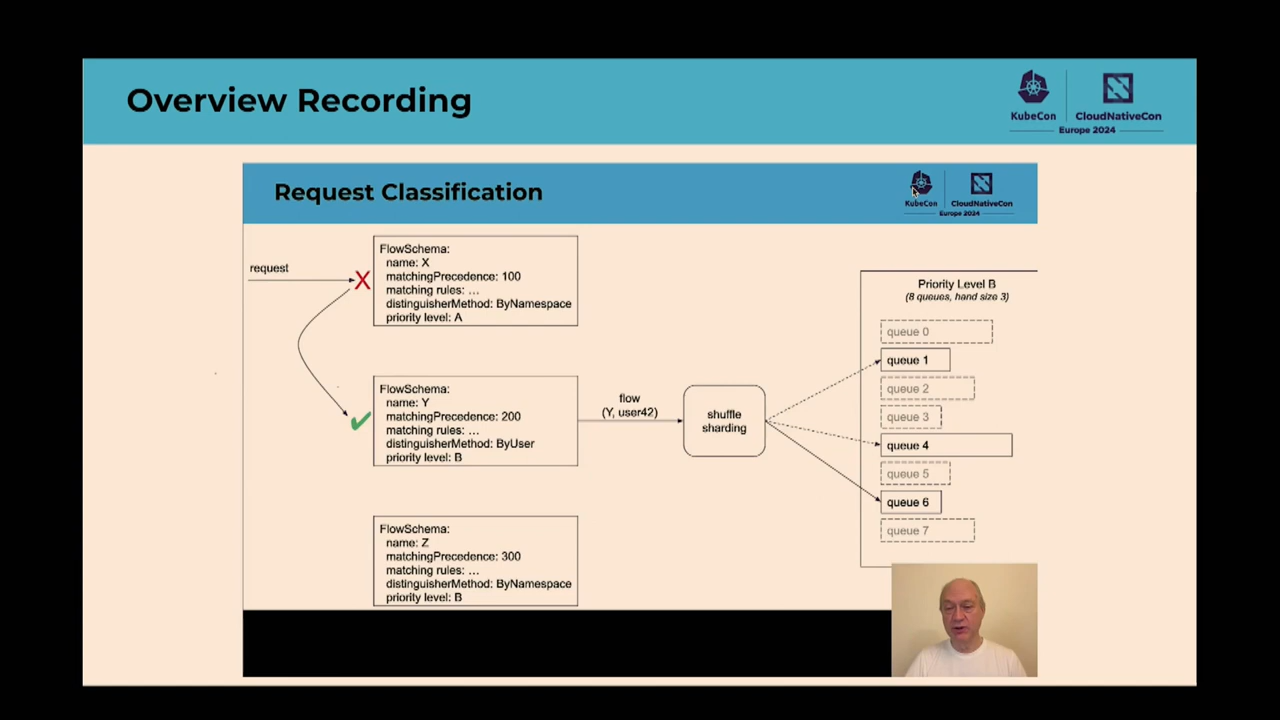 Overview Recording
KubeCon
CloudNativeCon
Europe 2024
Request Classification
KubeCon
CloudNativeCon
Europe 2024
request
X
FlowSchema:
name: X
matchingPrecedence: 100
matching rules: ...
distinguisherMethod: ByNamespace
priority level: A
FlowSchema:
name: Y
matchingPrecedence: 200
matching rules: ...
distinguisherMethod: ByUser
priority level: B
FlowSchema:
name: Z
matchingPrecedence: 300
matching rules: ...
distinguisherMethod: ByNamespace
priority level: B
flow
(Y, user42)
shuffle
sharding
Priority Level B
(8 queues, hand size 3)
queue 0
queue 1
queue 2
queue 3
queue 4
queue 5
queue 6
queue 7